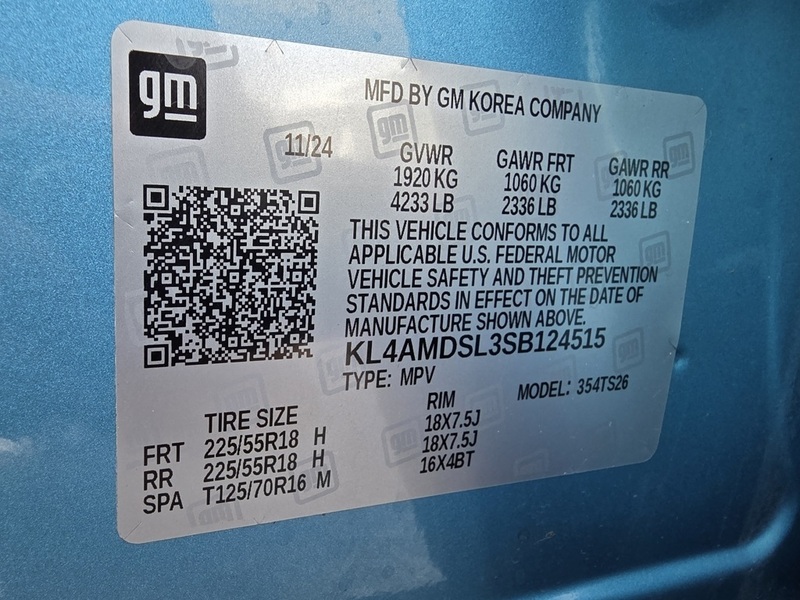 gm
MFD BY GM KOREA COMPANY
11/24
GVWR GAWR FRT GAWR RR
1920 KG 1060 KG 1060 KG
4233 LB 2336 LB 2336 LB
THIS VEHICLE CONFORMS TO ALL
APPLICABLE U.S. FEDERAL MOTOR
VEHICLE SAFETY AND THEFT PREVENTION
STANDARDS IN EFFECT ON THE DATE OF
MANUFACTURE SHOWN ABOVE.
KL4AMDSL3SB124515
TYPE: MPV MODEL: 354TS26
TIRE SIZE RIM
FRT 225/55R18 H 18X7.5J
RR 225/55R18 H 18X7.5J
SPA T125/70R16 M 16X4BT